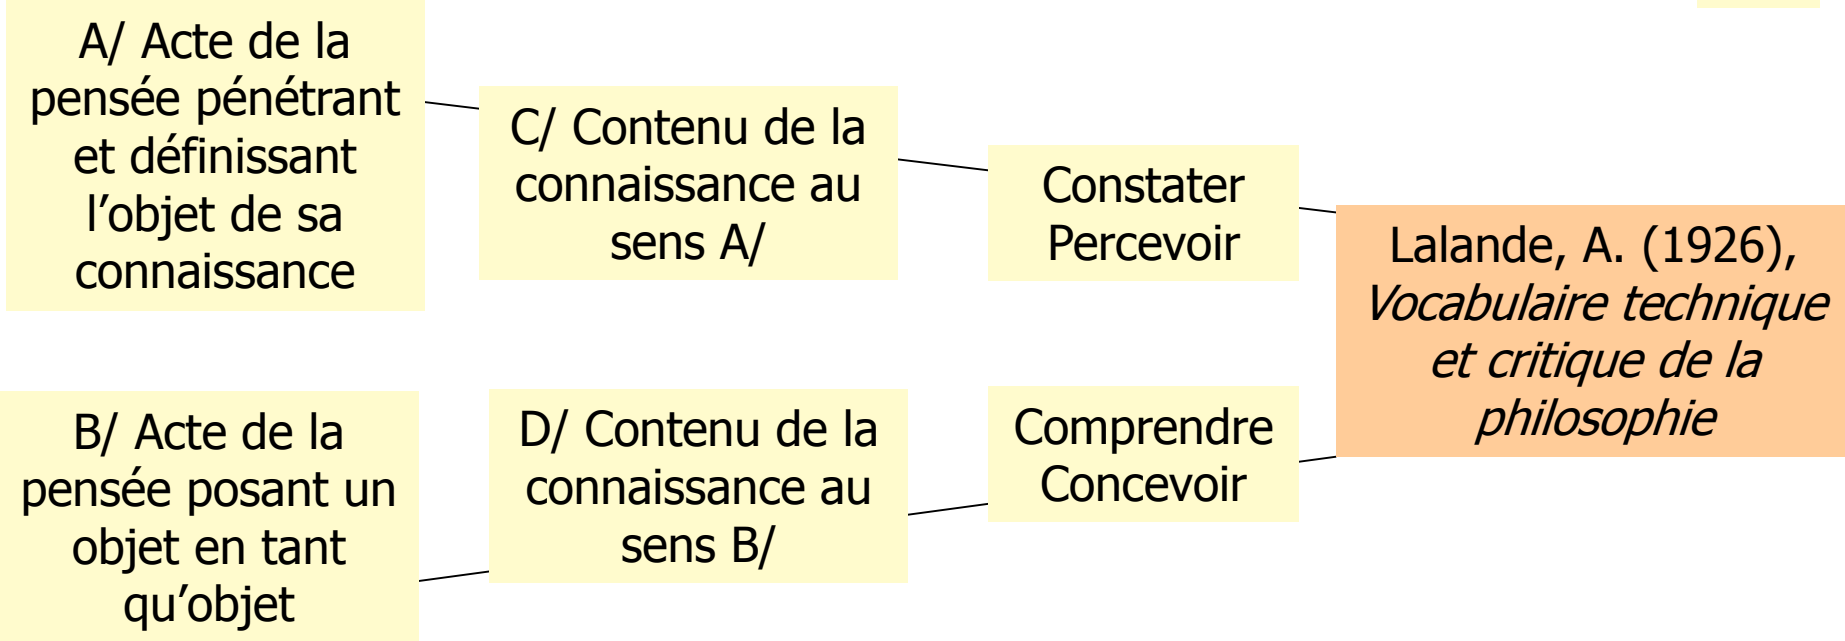 A/ Acte de la
pensée pénétrant
et définissant
l’objet de sa
connaissance
C/ Contenu de la
connaissance au
sens A/
Constater
Percevoir
Lalande, A. (1926),
Vocabulaire technique
et critique de la
philosophie
B/ Acte de la
pensée posant un
objet en tant
qu’objet
D/ Contenu de la
connaissance au
sens B/
Comprendre
Concevoir